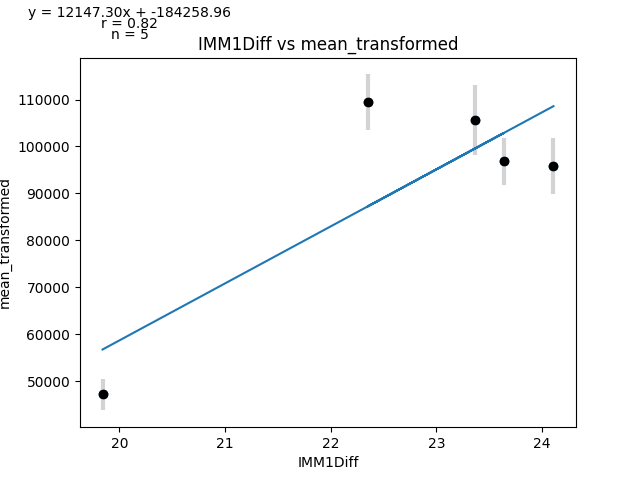 y = 12147.30x + -184258.96
r = 0.82
n = 5
IMM1Diff vs mean_transformed
mean_transformed
110000
100000
90000
80000
70000
60000
50000
20 21 22 23 24
IMM1Diff